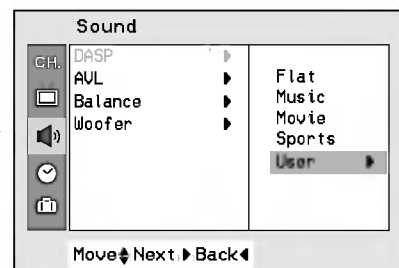 Sound
CH.
DASP
AVL
Balance
Woofer
Flat
Music
Movie
Sports
User
Move Next Back